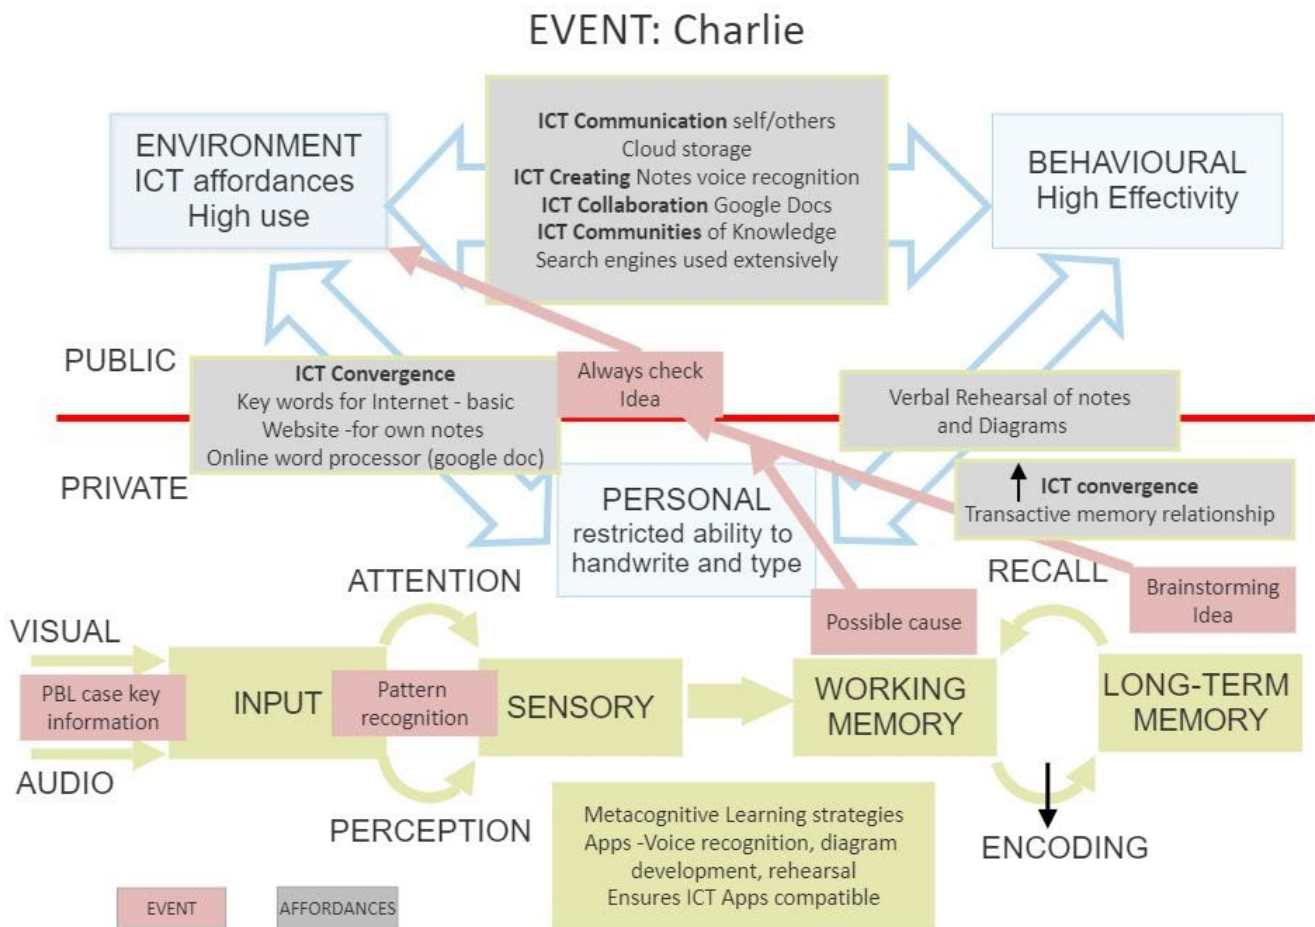 EVENT: Charlie
ENVIRONMENT
ICT affordances
High use
ICT Communication self/others
Cloud storage
ICT Creating Notes voice recognition
ICT Collaboration Google Docs
ICT Communities of Knowledge
Search engines used extensively
BEHAVIOURAL
High Effectivity
PUBLIC
ICT Convergence
Key words for Internet - basic
Website -for own notes
Online word processor (google doc)
Always check
Idea
Verbal Rehearsal of notes
and Diagrams
PRIVATE
PERSONAL
restricted ability to
handwrite and type
ICT convergence
Transactive memory relationship
ATTENTION
RECALL
Brainstorming
Idea
Possible cause
VISUAL
PBL case key
information
AUDIO
INPUT
Pattern
recognition
SENSORY
WORKING
MEMORY
LONG-TERM
MEMORY
PERCEPTION
Metacognitive Learning strategies
Apps -Voice recognition, diagram
development, rehearsal
Ensures ICT Apps compatible
ENCODING
EVENT
AFFORDANCES